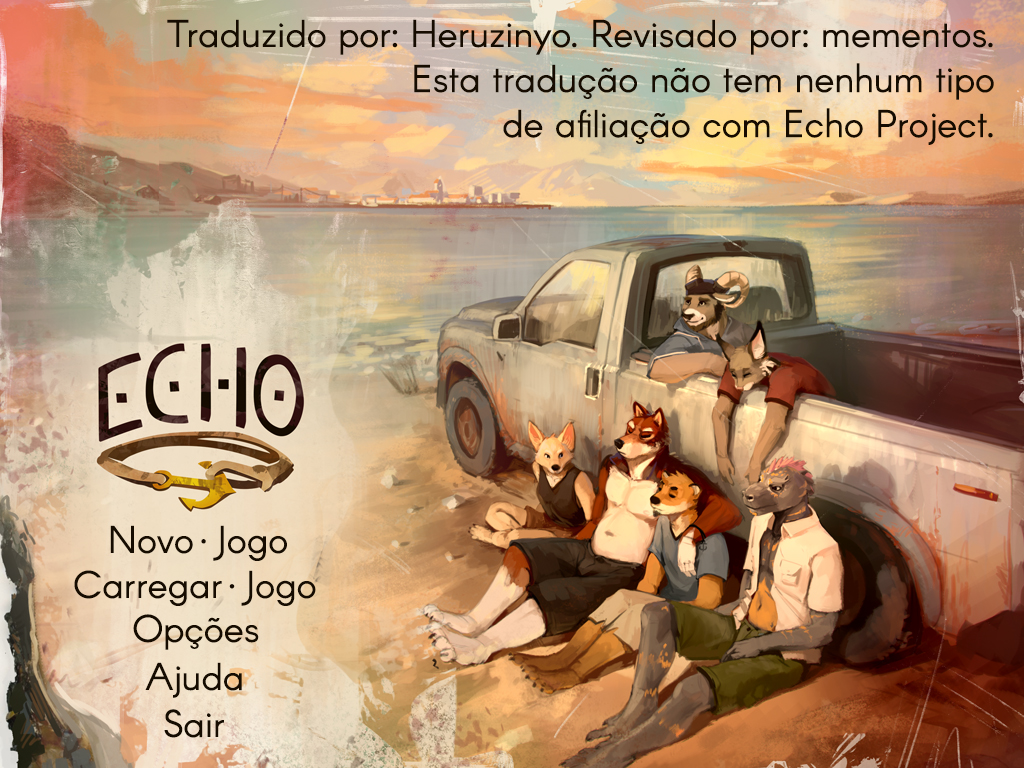 Traduzido por: Heruzinyo. Revisado por: mementos.
Esta tradução não tem nenhum tipo
de afiliação com Echo Project.
ECHO
Novo · Jogo
Carregar · Jogo
Opções
Ajuda
Sair